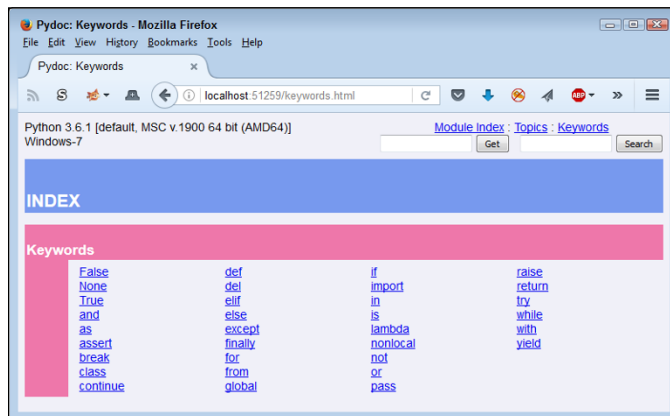 Pydoc: Keywords - Mozilla Firefox
File Edit View History Bookmarks Tools Help
Pydoc: Keywords ×
S ABP localhost:51259/keywords.html
Python 3.6.1 [default, MSC v.1900 64 bit (AMD64)] Module Index : Topics : Keywords
Windows-7 Get Search
INDEX
Keywords
False def if raise
None del import return
True elif in try
and else is while
as except lambda with
assert finally nonlocal yield
break for not
class from or
continue global pass